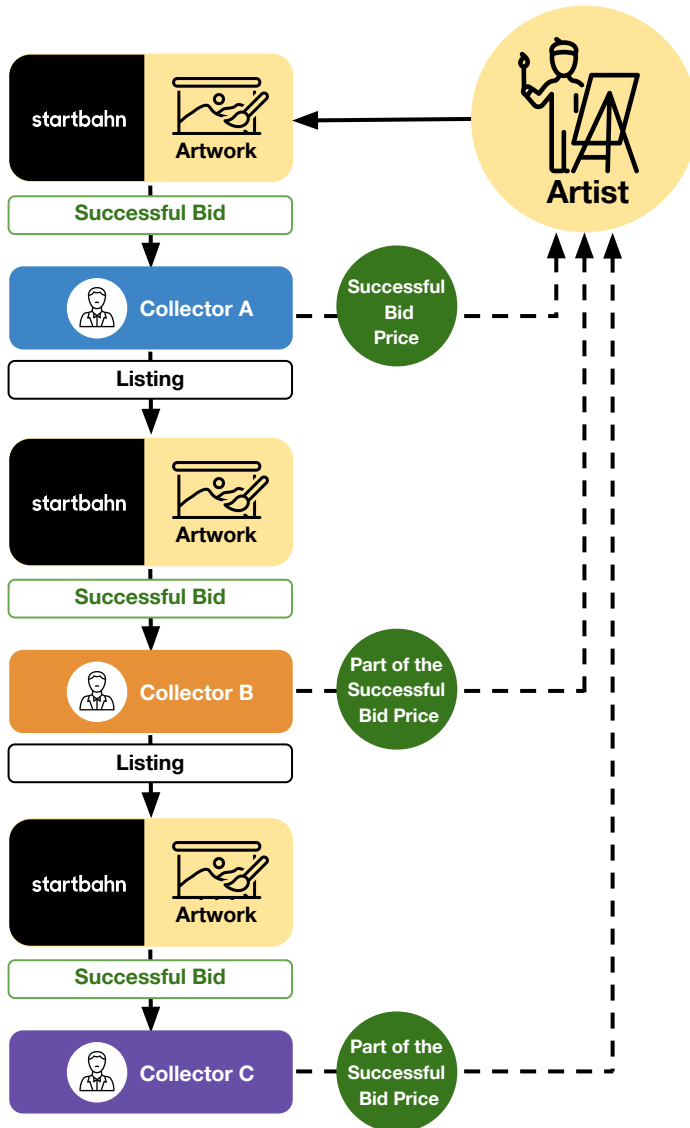 startbahn
Artwork
Artist
Successful Bid
Collector A
Successful
Bid
Price
Listing
startbahn
Artwork
Successful Bid
Collector B
Part of the
Successful
Bid Price
Listing
startbahn
Artwork
Successful Bid
Collector C
Part of the
Successful
Bid Price